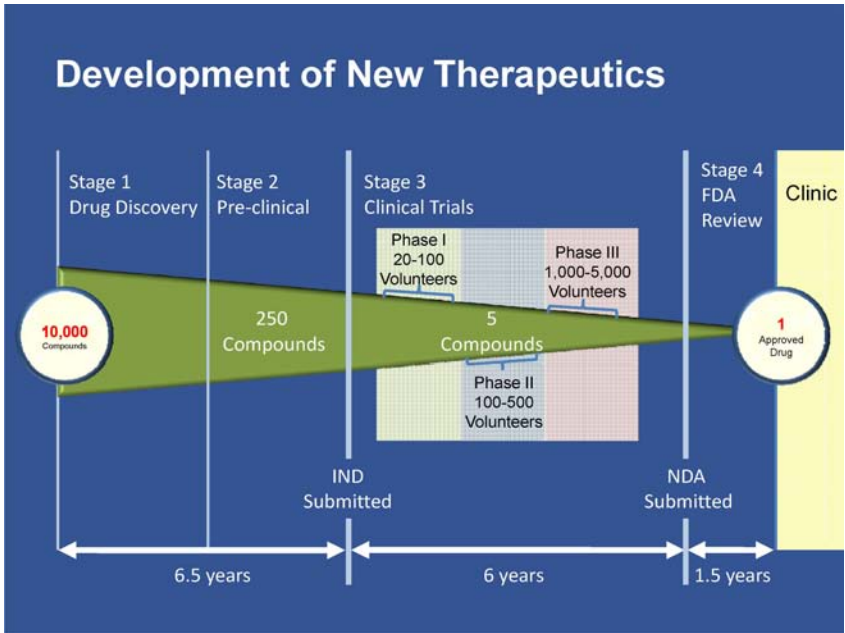 Development of New Therapeutics
Stage 1
Drug Discovery
Stage 2
Pre-clinical
Stage 3
Clinical Trials
Stage 4
FDA
Review
Clinic
Phase I
20-100
Volunteers
Phase III
1,000-5,000
Volunteers
10,000
Compounds
250
Compounds
5
Compounds
1
Approved
Drug
Phase II
100-500
Volunteers
IND
Submitted
NDA
Submitted
6.5 years
6 years
1.5 years